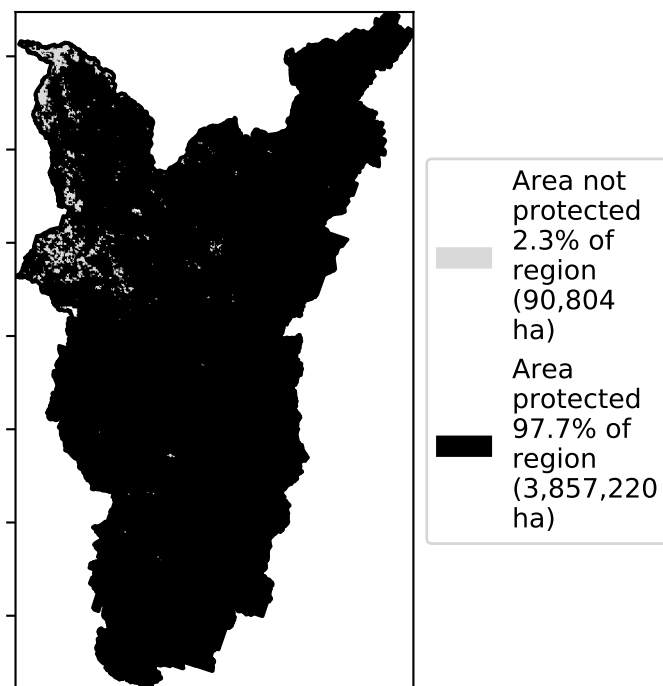 Area not
protected
2.3% of
region
(90,804
ha)
Area
protected
97.7% of
region
(3,857,220
ha)